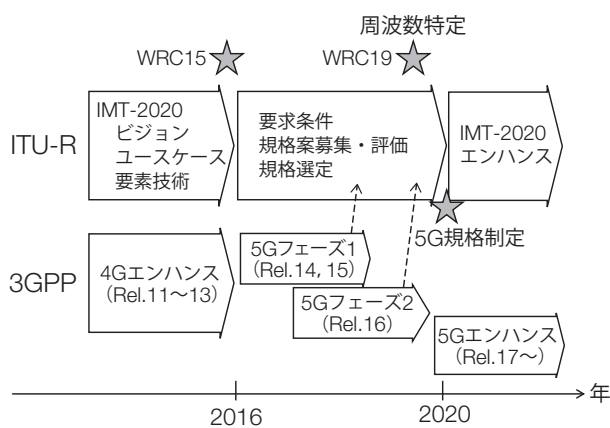 周波数特定
WRC15
WRC19
ITU-R
IMT-2020
ビジョン
ユースケース
要素技術
要求条件
規格案募集・評価
規格選定
IMT-2020
エンハンス
5G規格制定
3GPP
4Gエンハンス
(Rel.11~13)
5Gフェーズ1
(Rel.14, 15)
5Gフェーズ2
(Rel.16)
5Gエンハンス
(Rel.17~)
年
2016
2020